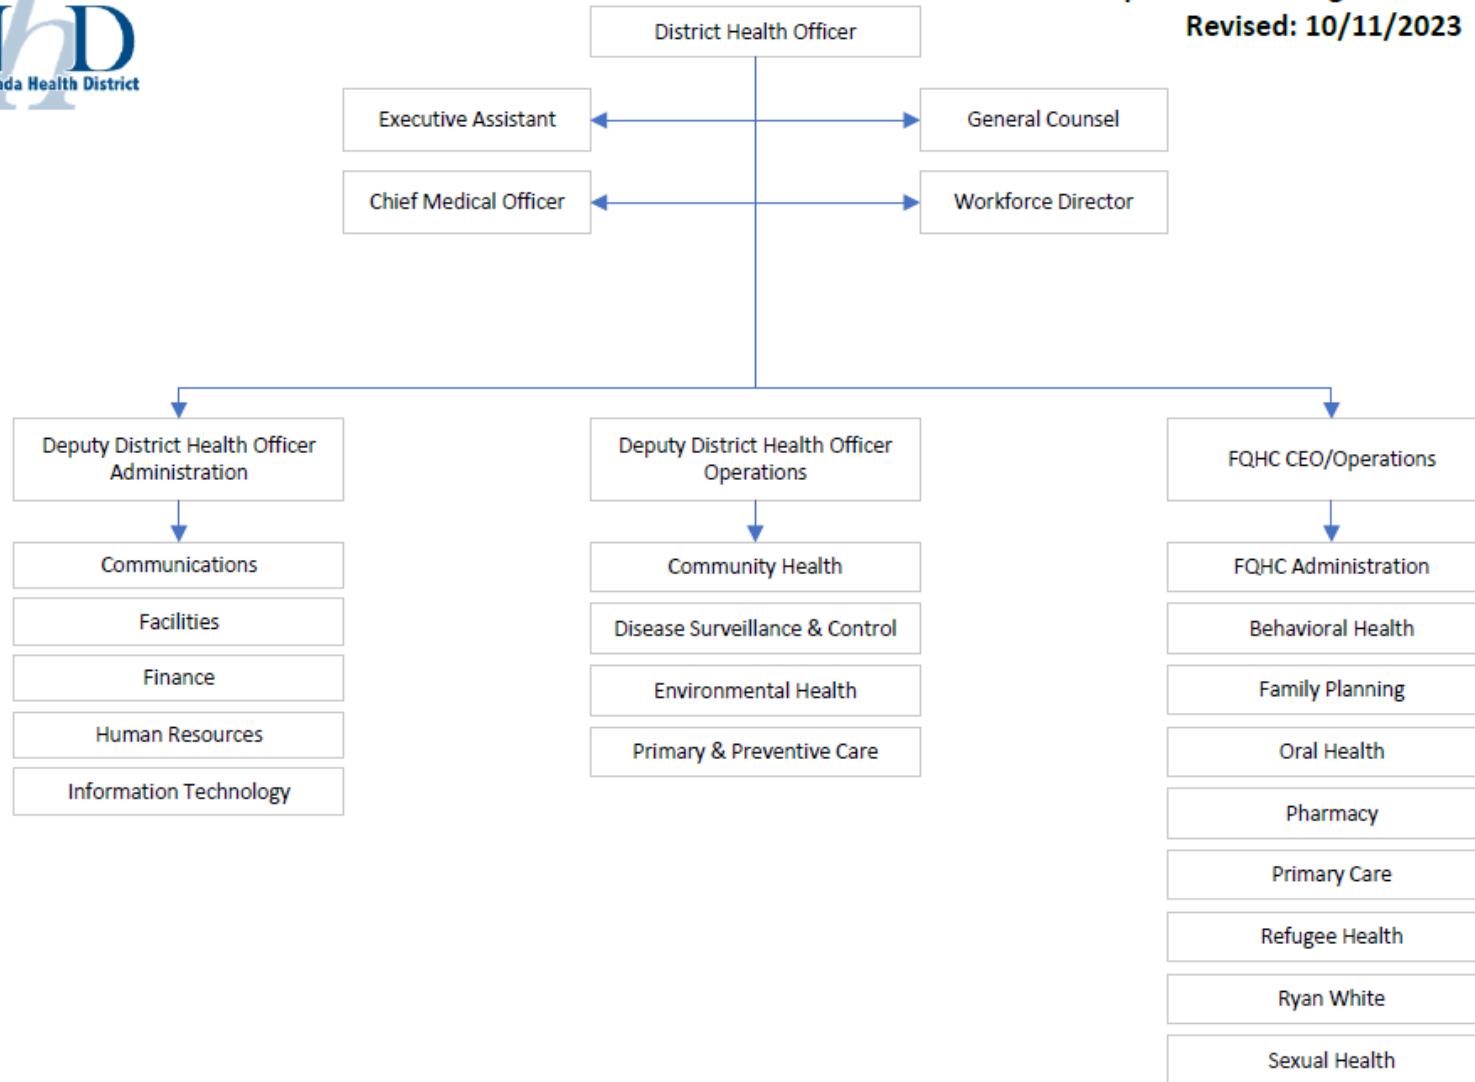 D
Health District
Revised: 10/11/2023
District Health Officer
Executive Assistant
General Counsel
Chief Medical Officer
Workforce Director
Deputy District Health Officer
Administration
Deputy District Health Officer
Operations
FQHC CEO/Operations
Communications
Facilities
Finance
Human Resources
Information Technology
Community Health
Disease Surveillance & Control
Environmental Health
Primary & Preventive Care
FQHC Administration
Behavioral Health
Family Planning
Oral Health
Pharmacy
Primary Care
Refugee Health
Ryan White
Sexual Health